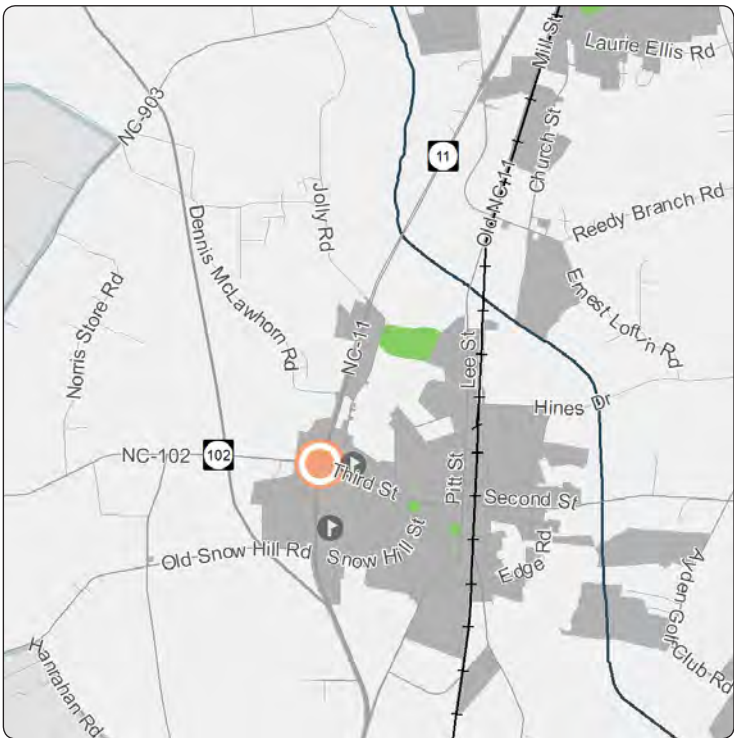 Laurie Ellis Rd
Mill St
NC-903
11
Church St
Old NC-11
Jolly Rd
Reedy Branch Rd
Dennis McLawhorn Rd
Ernest Loftin Rd
Norris Store Rd
NC-11
Lee St
Hines Dr
NC-102
102
Third St
Pitt St
Second St
Old Snow Hill Rd
Snow Hill St
Edge Rd
Ayden Golf Club Rd
Hanrahan Rd